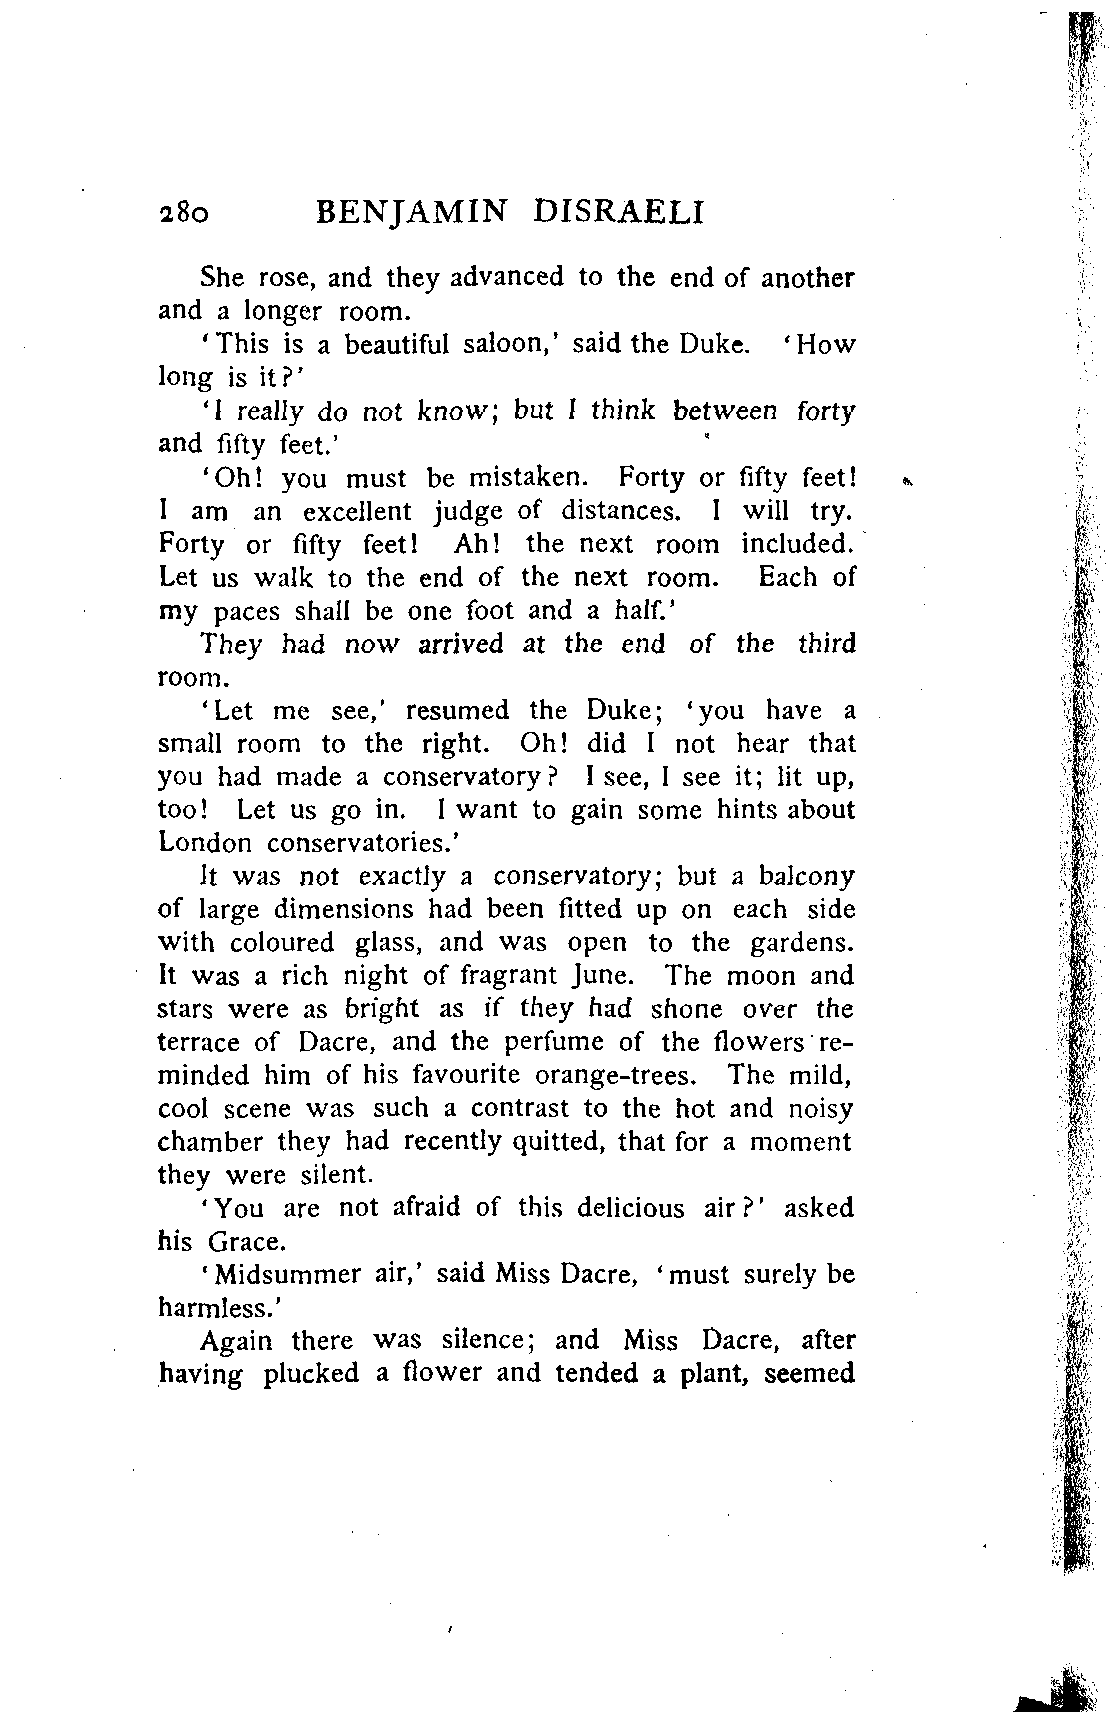 280 BENJAMIN DISRAELI
She rose, and they advanced to the end of another
and a longer room.
‘This is a beautiful saloon,’ said the Duke. ‘How
long is it?’
‘I really do not know; but I think between forty
and fifty feet.’
‘Oh! you must be mistaken. Forty or fifty feet!
I am an excellent judge of distances. I will try.
Forty or fifty feet! Ah! the next room included.
Let us walk to the end of the next room. Each of
my paces shall be one foot and a half.’
They had now arrived at the end of the third
room.
‘Let me see,’ resumed the Duke; ‘you have a
small room to the right. Oh! did I not hear that
you had made a conservatory? I see, I see it; lit up,
too! Let us go in. I want to gain some hints about
London conservatories.’
It was not exactly a conservatory; but a balcony
of large dimensions had been fitted up on each side
with coloured glass, and was open to the gardens.
It was a rich night of fragrant June. The moon and
stars were as bright as if they had shone over the
terrace of Dacre, and the perfume of the flowers re-
minded him of his favourite orange-trees. The mild,
cool scene was such a contrast to the hot and noisy
chamber they had recently quitted, that for a moment
they were silent.
‘You are not afraid of this delicious air?’ asked
his Grace.
‘Midsummer air,’ said Miss Dacre, ‘must surely be
harmless.’
Again there was silence; and Miss Dacre, after
having plucked a flower and tended a plant, seemed